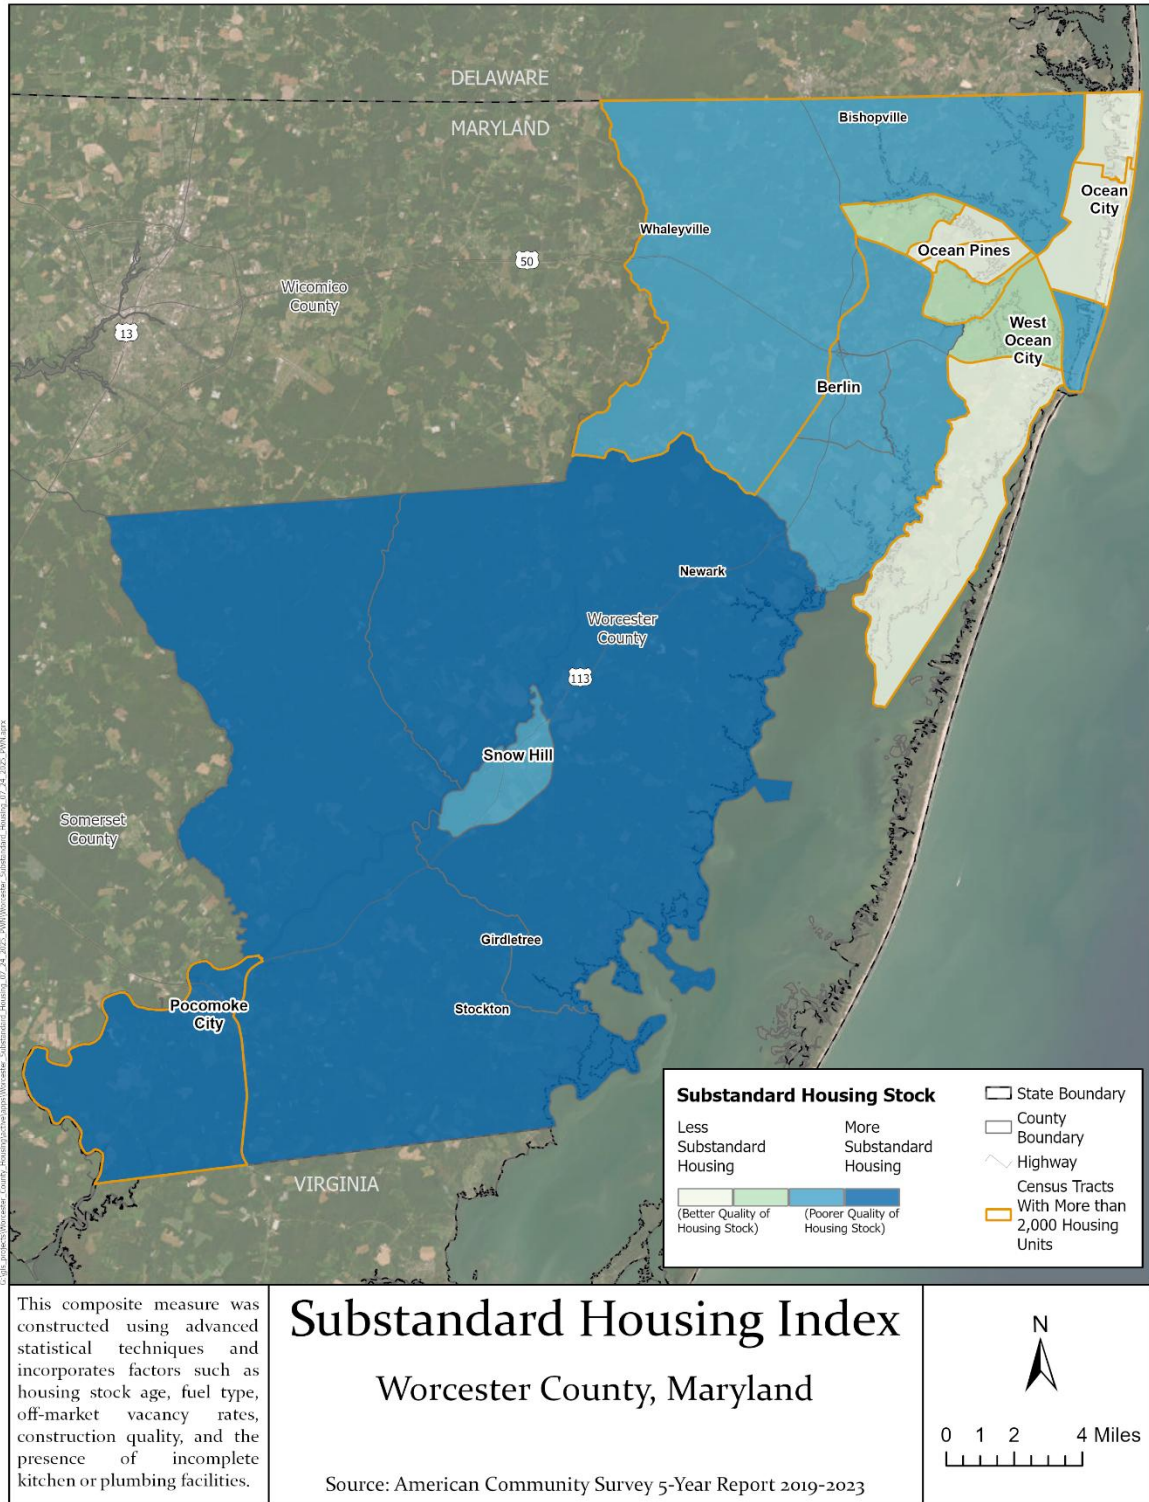 DELAWARE
MARYLAND
Bishopville
Ocean
City
Whaleyville
Ocean Pines
50
Wicomico
County
13
West
Ocean
City
Berlin
Newark
Worcester
County
113
Snow Hill
Somerset
County
Girdletree
Pocomoke
City
Stockton
VIRGINIA
Substandard Housing Stock
Less
Substandard
Housing
More
Substandard
Housing
(Better Quality of
Housing Stock)
(Poorer Quality of
Housing Stock)
State Boundary
County
Boundary
Highway
Census Tracts
With More than
2,000 Housing
Units
This composite measure was
constructed using advanced
statistical techniques and
incorporates factors such as
housing stock age, fuel type,
off-market vacancy rates,
construction quality, and the
presence of incomplete
kitchen or plumbing facilities.
Substandard Housing Index
Worcester County, Maryland
Source: American Community Survey 5-Year Report 2019-2023
N
0 1 2 4 Miles